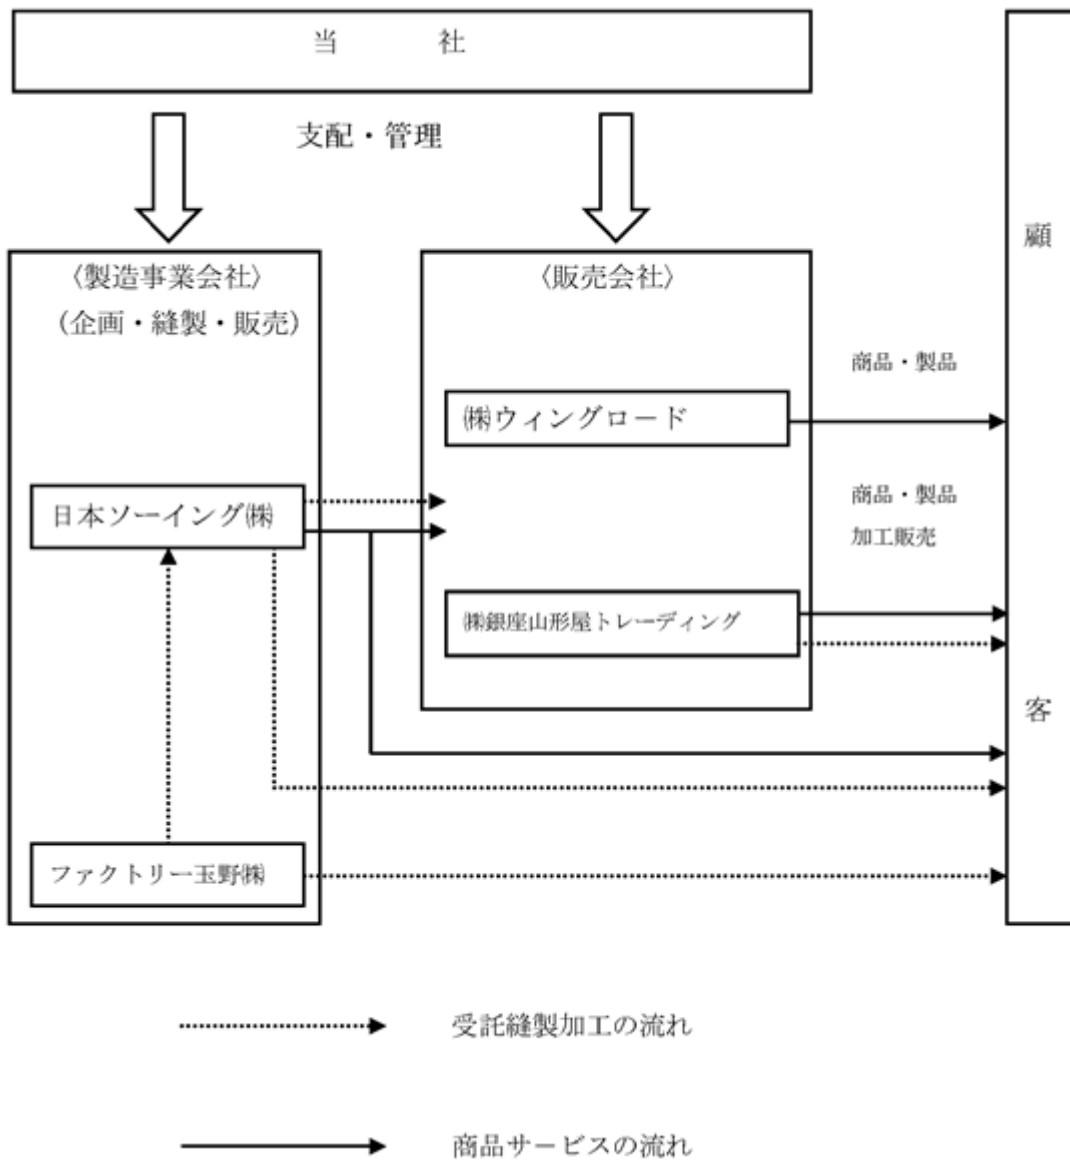 当 社
支配・管理
〈製造事業会社〉
（企画・縫製・販売）
〈販売会社〉
顧
商品・製品
㈱ウィングロード
日本ソーイング㈱
商品・製品
加工販売
㈱銀座山形屋トレーディング
客
ファクトリー玉野㈱
受託縫製加工の流れ
商品サービスの流れ